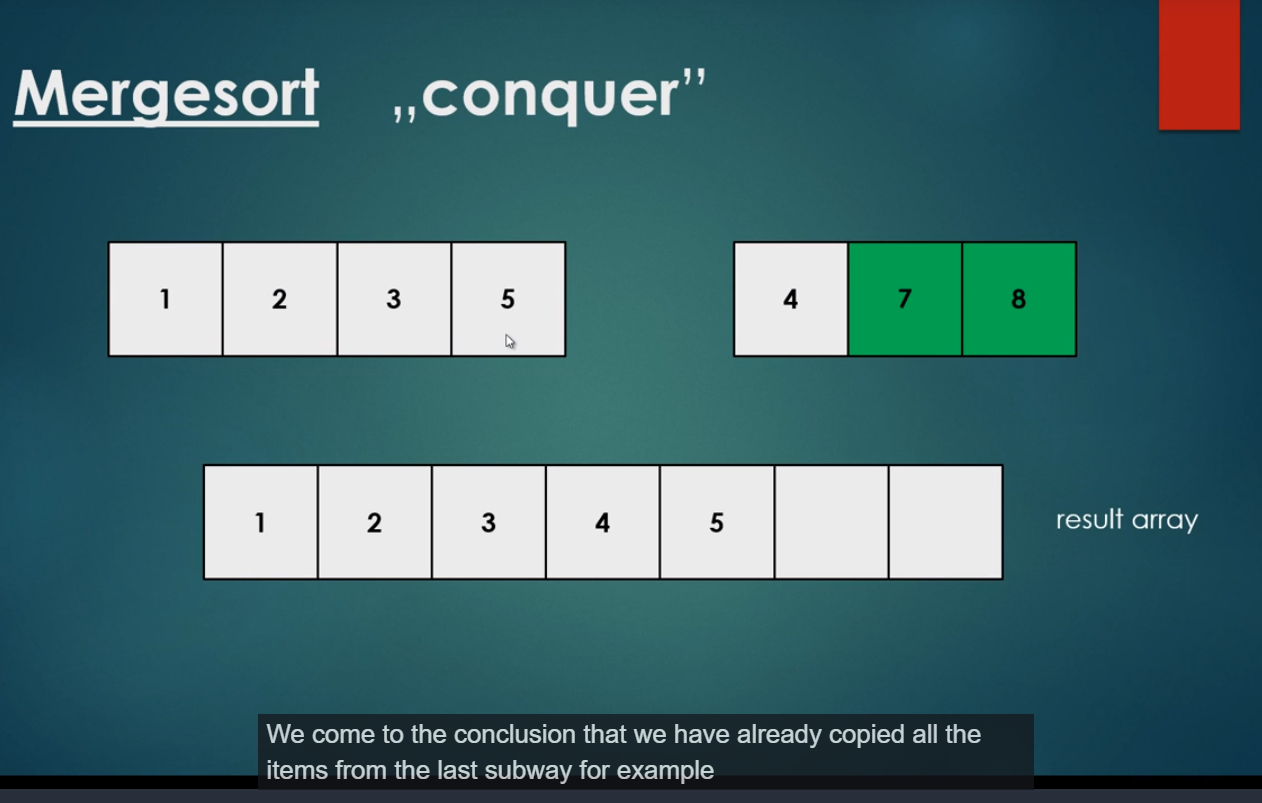 Mergesort „conquer”
1 2 3 5 4 7 8
1 2 3 4 5 result array
We come to the conclusion that we have already copied all the
items from the last subway for example